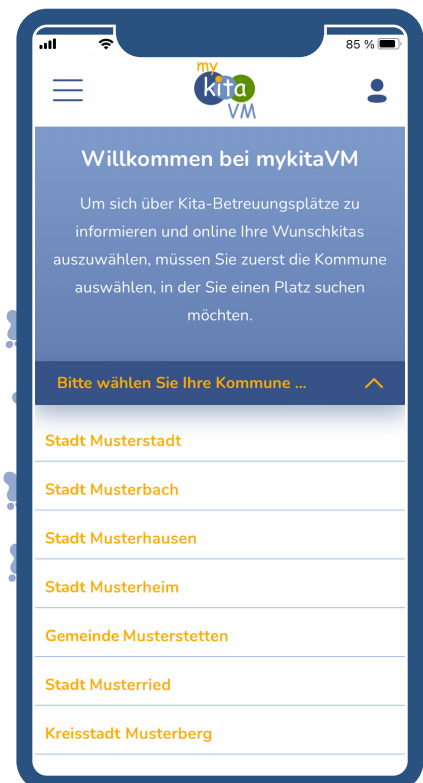 85 %
my
kita
VM
Willkommen bei mykitaVM
Um sich über Kita-Betreuungsplätze zu
informieren und online Ihre Wunschkitas
auszuwählen, müssen Sie zuerst die Kommune
auswählen, in der Sie einen Platz suchen
möchten.
Bitte wählen Sie Ihre Kommune ...
Stadt Musterstadt
Stadt Musterbach
Stadt Musterhausen
Stadt Musterheim
Gemeinde Musterstetten
Stadt Musterried
Kreisstadt Musterberg